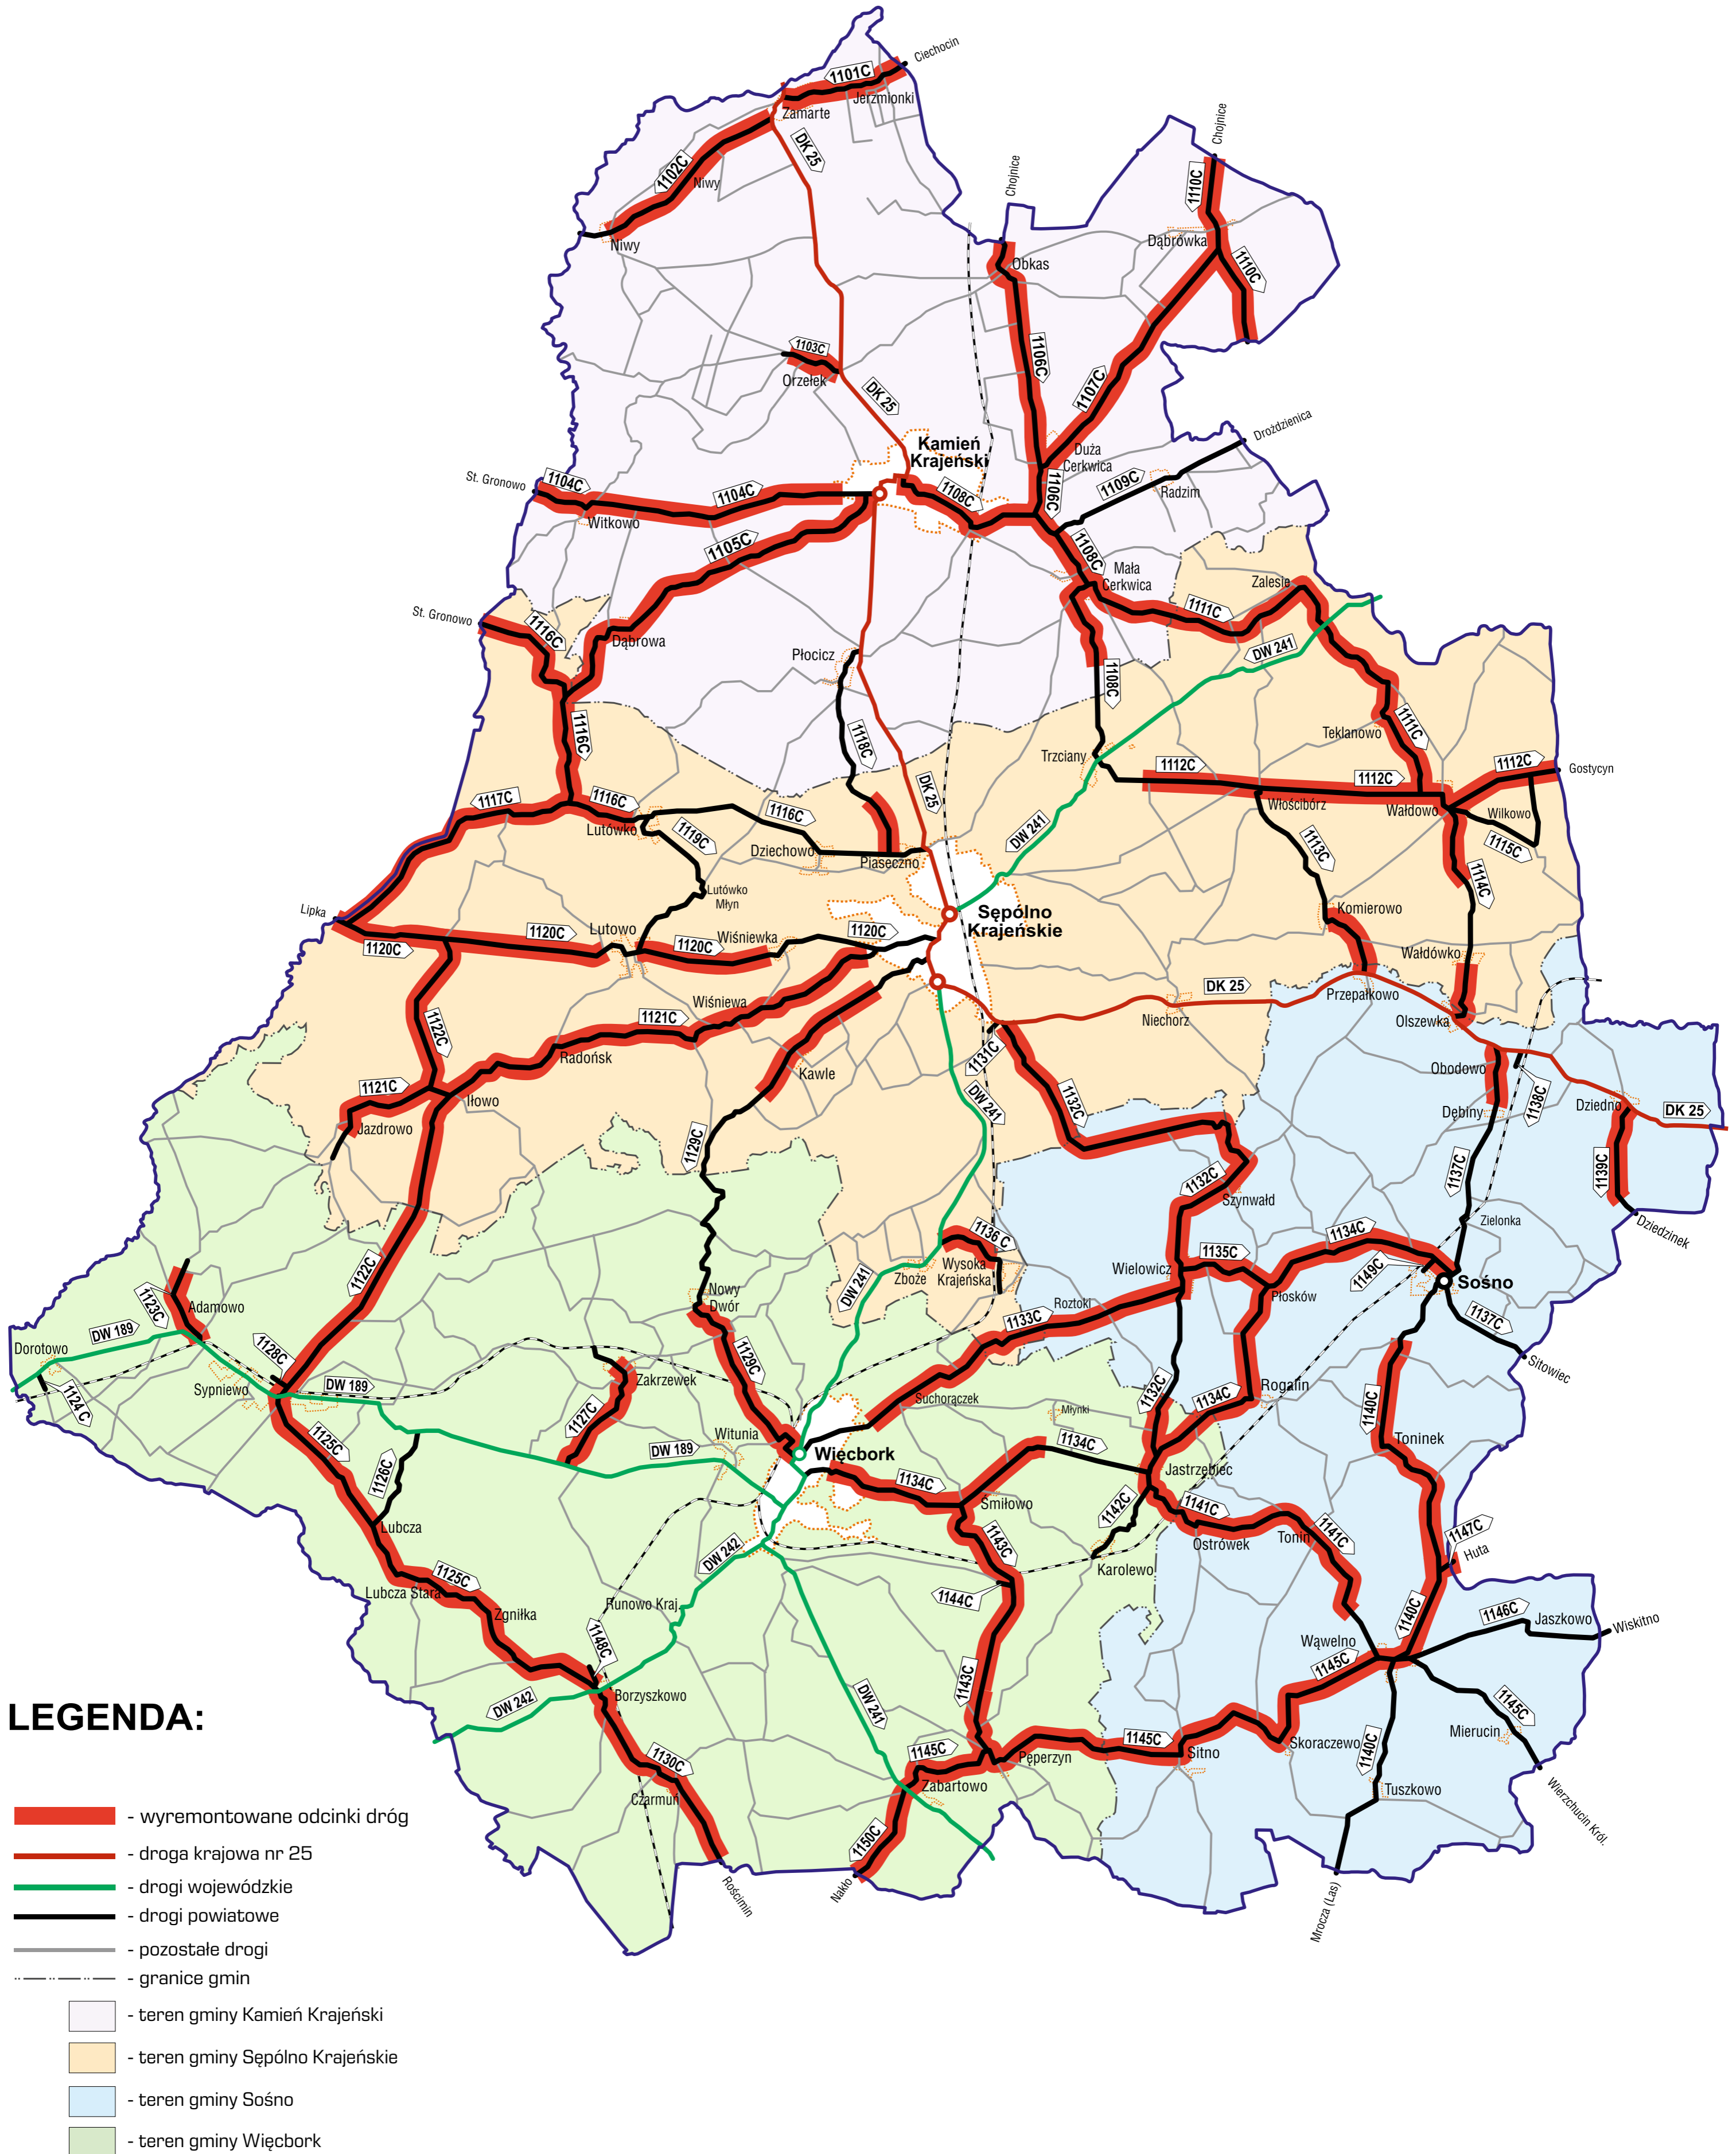 Ciechocin
1101C
Jerzmionki
Zamarte
DK 25
Chojnice
1102C
Niwy
Chojnice
1110C
Niwy
Dąbrówka
Obkas
1110C
1103C
1106C
Orzełek
DK 25
1107C
Drożdzienica
Kamień
Krajeński
Duża
Cerkwica
St. Gronowo
1104C
1104C
1108C
1106C
1109C
Radzim
Witkowo
1105C
1108C
Mała
Cerkwica
Zalesie
St. Gronowo
1116C
1111C
Dąbrowa
Płocicz
DW 241
1108C
1116C
1118C
Teklanowo
1111C
Trzciany
1112C
1112C
1112C
Gostycyn
DK 25
1117C
1116C
1116C
Włościbórz
Wałdowo
Wilkowo
Lutówko
1119C
DW 241
1113C
1115C
Dziechowo
Piaseczno
1114C
Lutówko
Młyn
Lipka
Sępólno
Krajeńskie
Komierowo
1120C
1120C
Lutowo
1120C
Wiśniewka
1120C
Wałdówko
DK 25
Przepałkowo
Wiśniewa
Niechorz
Olszewka
1122C
1121C
Radońsk
1131C
Obodowo
Kawle
1121C
Iłowo
DW 241
1132C
Dębiny
1138C
Dziedno
DK 25
Jazdrowo
1129C
1137C
1139C
1132C
Szynwałd
Zielonka
Dziedzinek
1136 C
1134C
1135C
1122C
Wysoka
Krajeńska
Wielowicz
1149C
Sośno
Zboże
1123C
Adamowo
DW 241
Nowy
Dwór
Roztoki
Płosków
1133C
1137C
DW 189
Dorotowo
1128C
1129C
Sitowiec
Sypniewo
DW 189
Zakrzewek
1124 C
Suchorączek
1132C
1134C
Rogalin
1127C
Młynki
1140C
1125C
Witunia
DW 189
Więcbork
1134C
Toninek
1126C
1134C
Jastrzębiec
Śmiłowo
1142C
1141C
Lubcza
1143C
Ostrówek
Tonin
1141C
1147C
DW 242
Huta
Karolewo
Lubcza Stara
1125C
1144C
Zgniłka
Runowo Kraj.
1140C
1146C
Jaszkowo
Wiskitno
1148C
Wąwelno
1145C
1143C
LEGENDA:
DW 242
Borzyszkowo
DW 241
1145C
Mierucin
1145C
1145C
Pęperzyn
Sitno
Skoraczewo
1140C
1130C
Czarmuń
Zabartowo
Tuszkowo
Wierzchucin Król.
1150C
Rościmin
Nakło
Mrocza (Las)
- wyremontowane odcinki dróg
- droga krajowa nr 25
- drogi wojewódzkie
- drogi powiatowe
- pozostałe drogi
- granice gmin
- teren gminy Kamień Krajeński
- teren gminy Sępólno Krajeńskie
- teren gminy Sośno
- teren gminy Więcbork